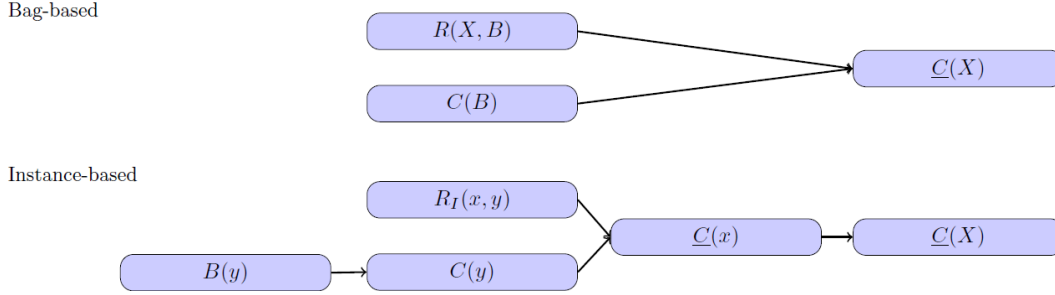 Bag-based
R(X, B)
C(B)
C̲(X)
Instance-based
R_I(x, y)
B(y)
C(y)
C̲(x)
C̲(X)